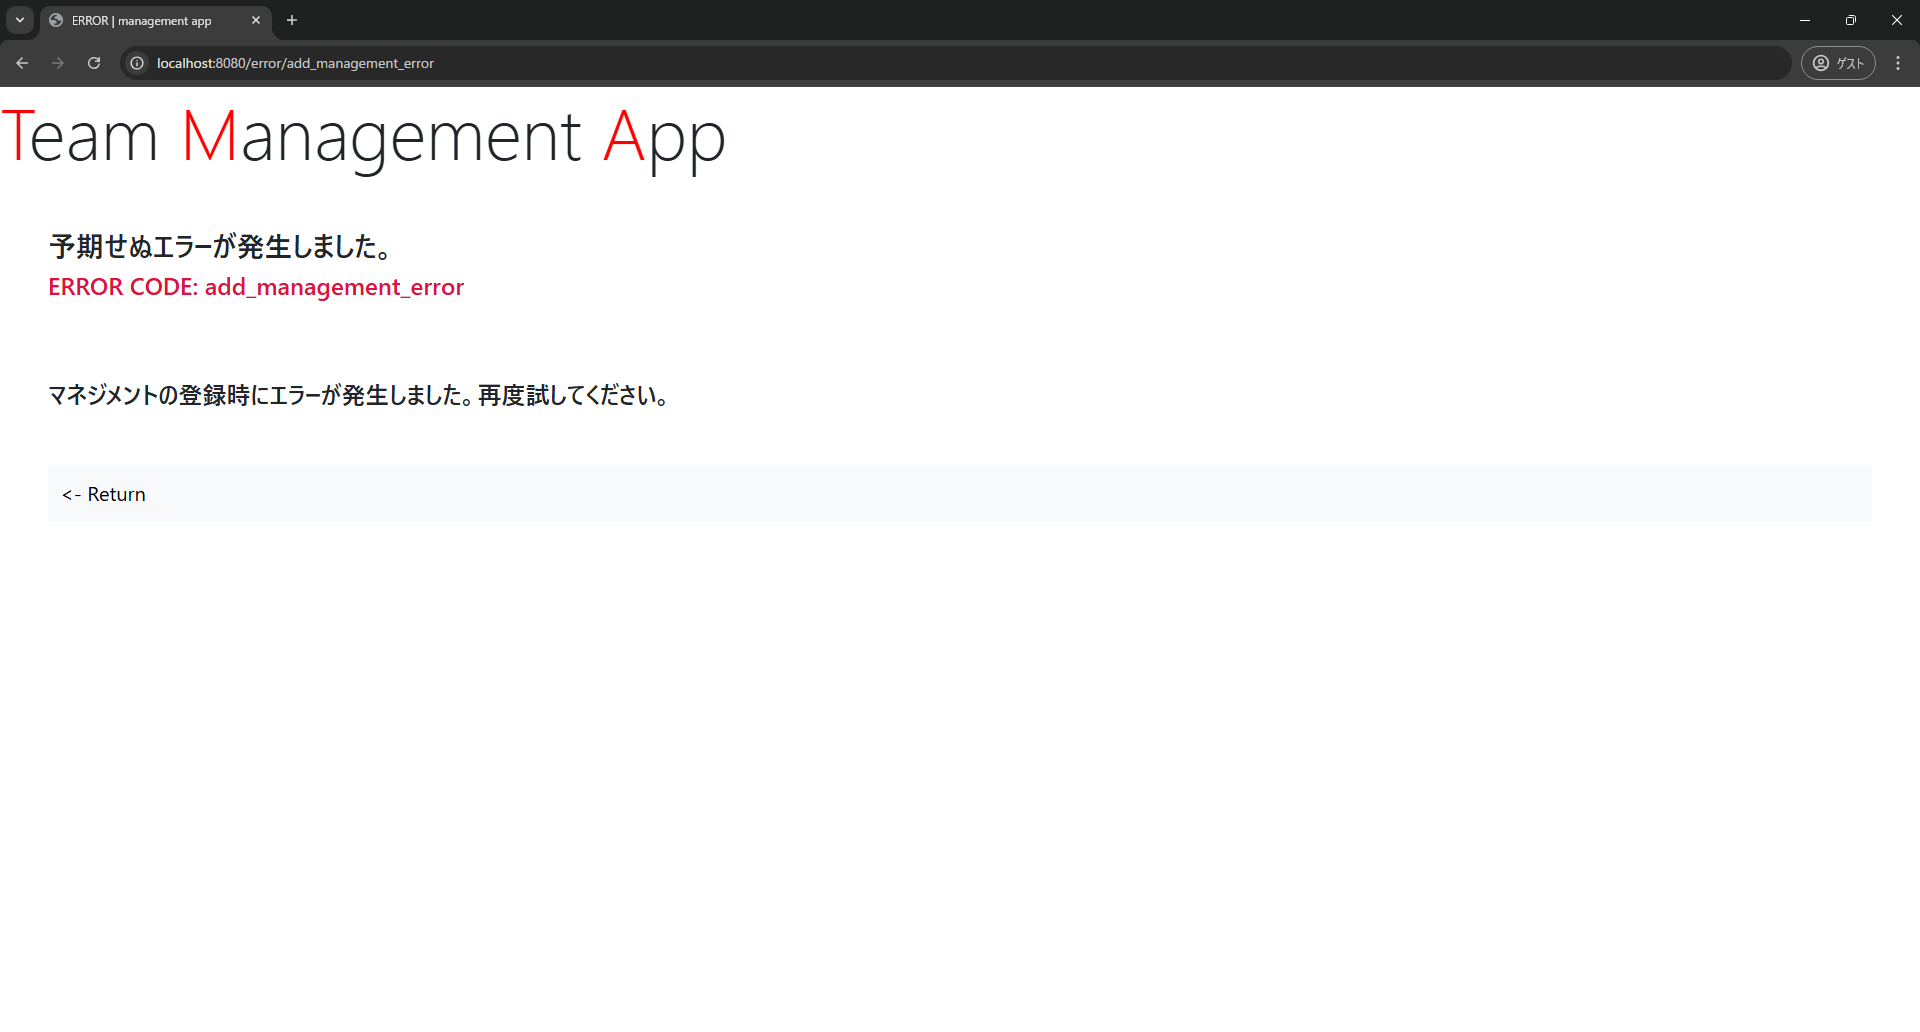 ERROR | management app
localhost:8080/error/add_management_error
ゲスト
Team Management App
予期せぬエラーが発生しました。
ERROR CODE: add_management_error
マネジメントの登録時にエラーが発生しました。再度試してください。
<- Return